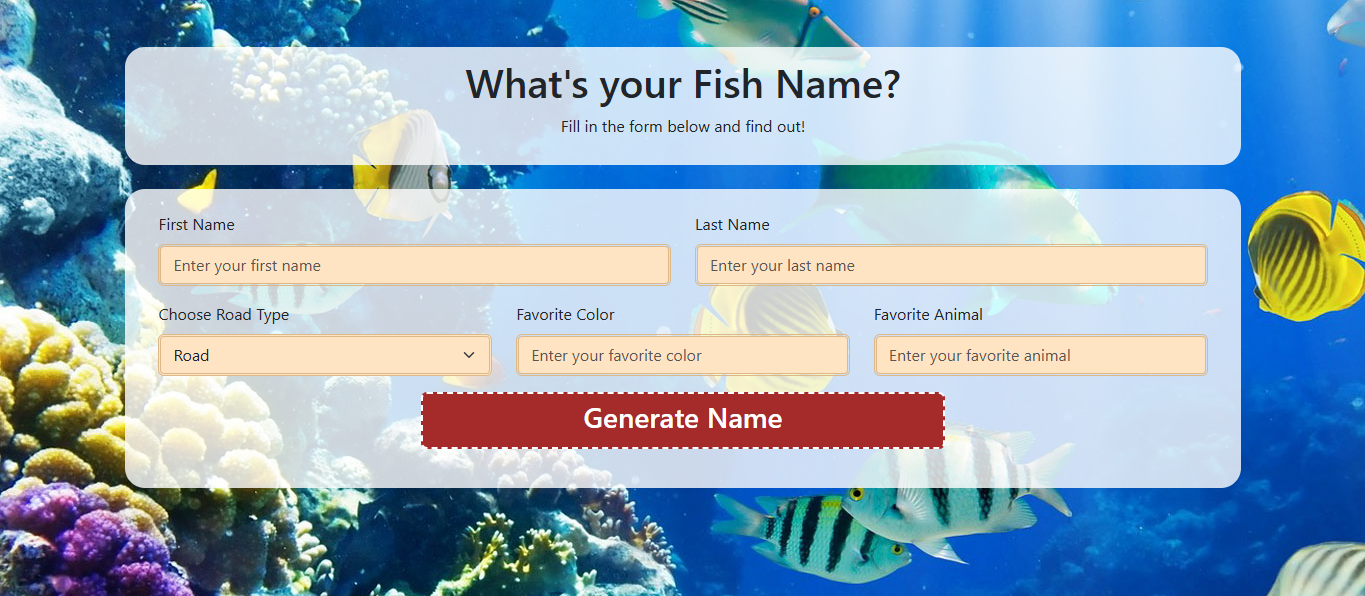 What's your Fish Name?
Fill in the form below and find out!
First Name
Last Name
Enter your first name
Enter your last name
Choose Road Type
Favorite Color
Favorite Animal
Road
Enter your favorite color
Enter your favorite animal
Generate Name